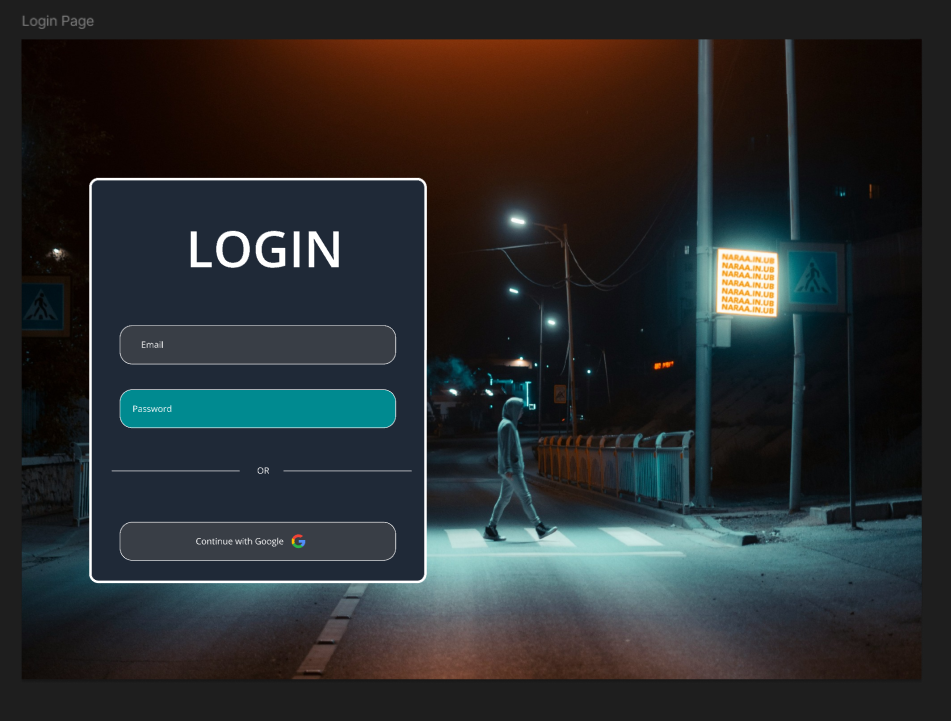 Login Page
LOGIN
Email
Password
OR
Continue with Google
NARAA.IN.UB
NARAA.IN.UB
NARAA.IN.UB
NARAA.IN.UB
NARAA.IN.UB
NARAA.IN.UB
NARAA.IN.UB